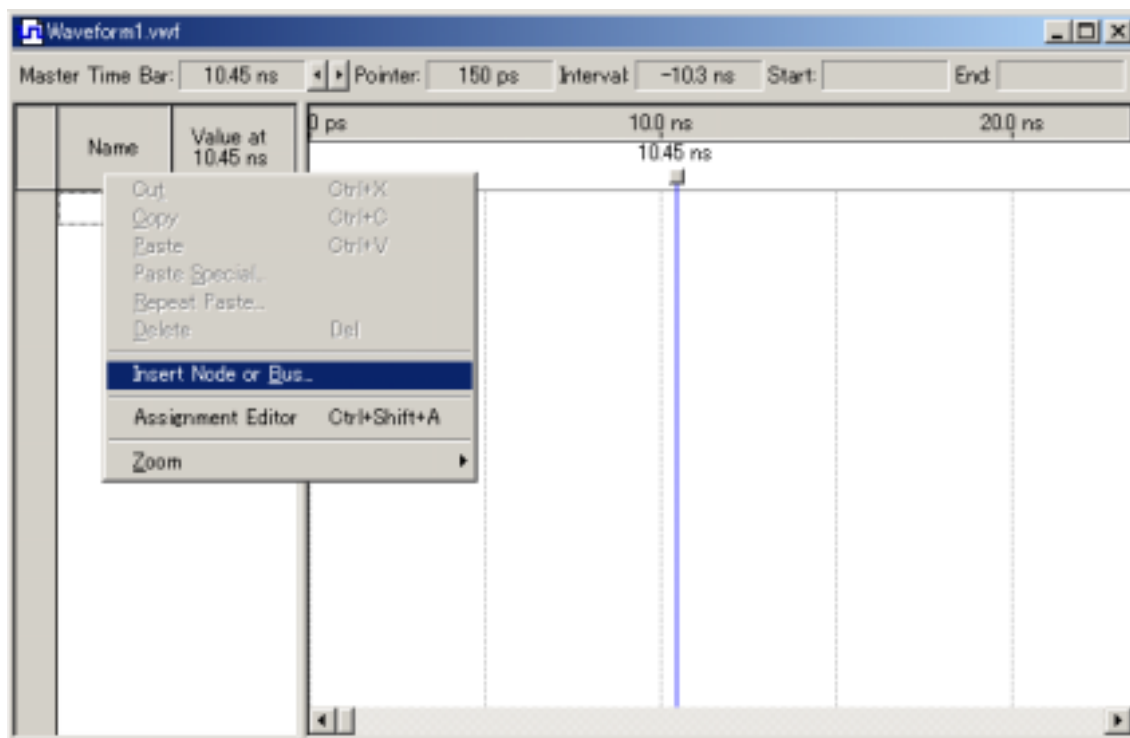 Waveform1.vwf
Master Time Bar: 10.45 ns Pointer: 150 ps Interval: -10.3 ns Start: End:
0 ps 10.0 ns 20.0 ns
Name Value at 10.45 ns
10.45 ns
Cut Ctrl+X
Copy Ctrl+C
Paste Ctrl+V
Paste Special...
Repeat Paste...
Delete Del
Insert Node or Bus...
Assignment Editor Ctrl+Shift+A
Zoom